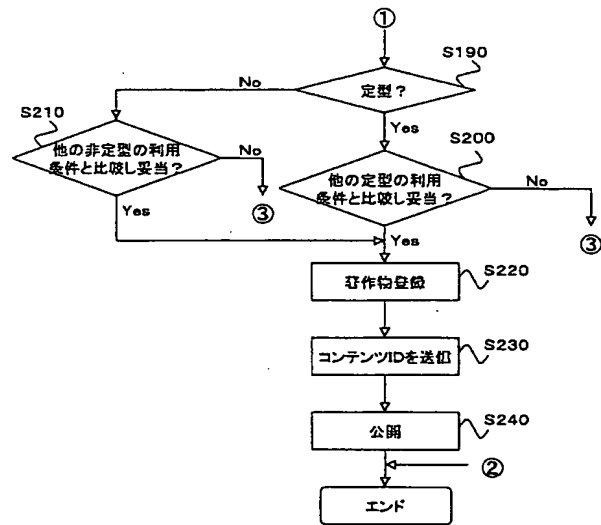 ①
S190
No
定型?
S210
Yes
S200
他の非定型の利用
条件と比較し妥当?
No
③
他の定型の利用
条件と比較し妥当?
No
③
Yes
Yes
著作物登録
S220
コンテンツIDを送信
S230
公開
S240
②
エンド